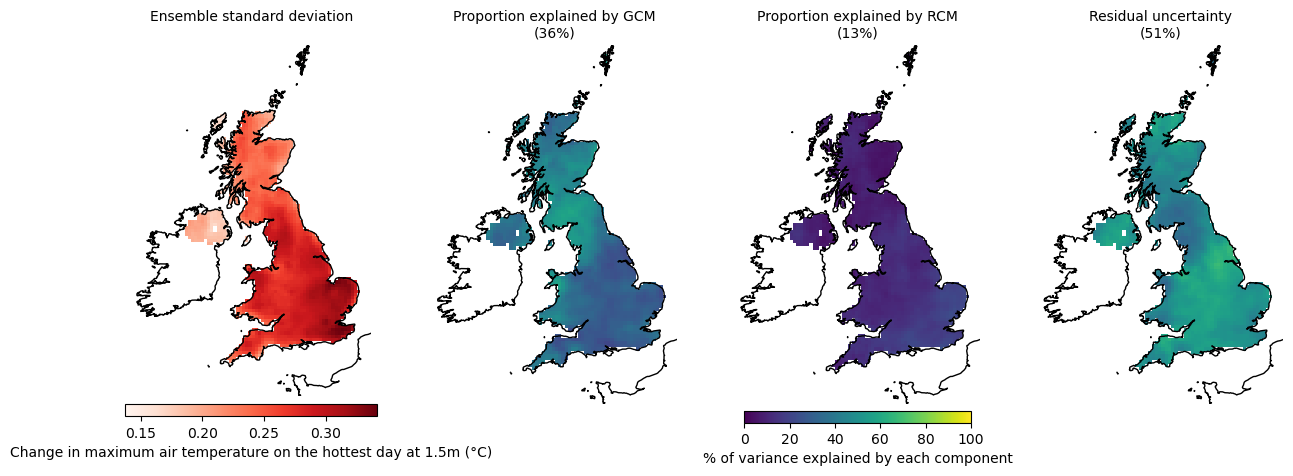 Ensemble standard deviation
Proportion explained by GCM
(36%)
Proportion explained by RCM
(13%)
Residual uncertainty
(51%)
0.15 0.20 0.25 0.30
Change in maximum air temperature on the hottest day at 1.5m (°C)
0 20 40 60 80 100
% of variance explained by each component